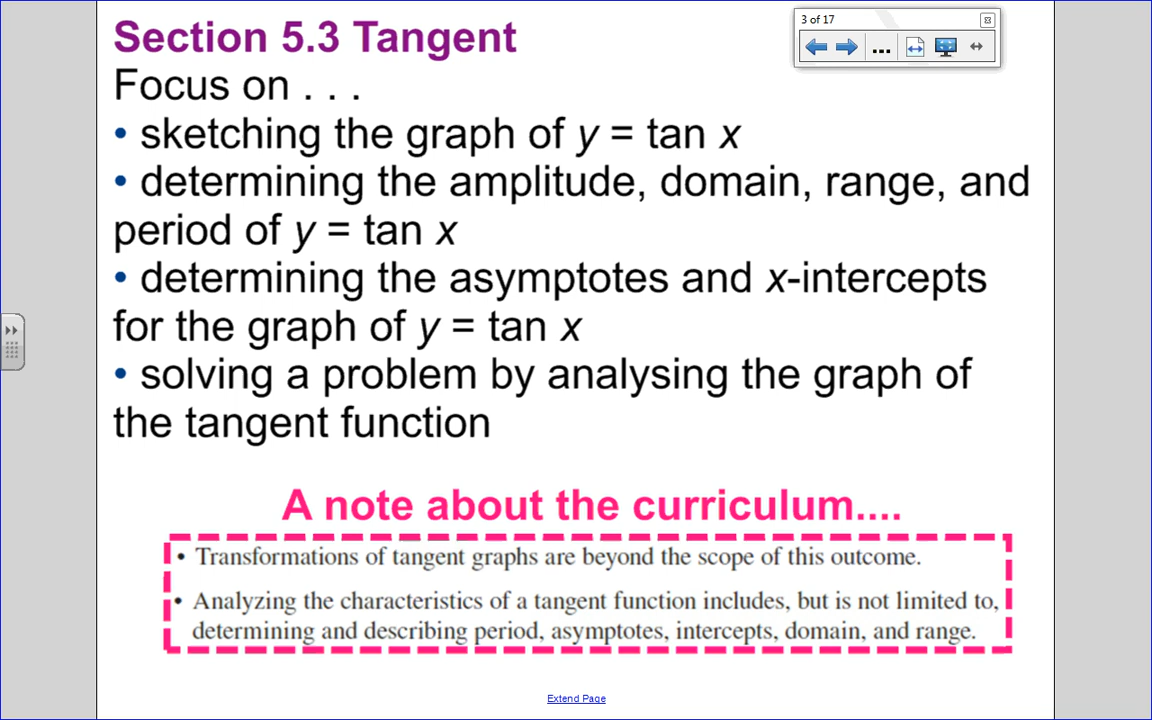 Section 5.3 Tangent
3 of 17
Focus on . . .
• sketching the graph of y = tan x
• determining the amplitude, domain, range, and
period of y = tan x
• determining the asymptotes and x-intercepts
for the graph of y = tan x
• solving a problem by analysing the graph of
the tangent function
A note about the curriculum....
• Transformations of tangent graphs are beyond the scope of this outcome.
• Analyzing the characteristics of a tangent function includes, but is not limited to,
determining and describing period, asymptotes, intercepts, domain, and range.
Extend Page